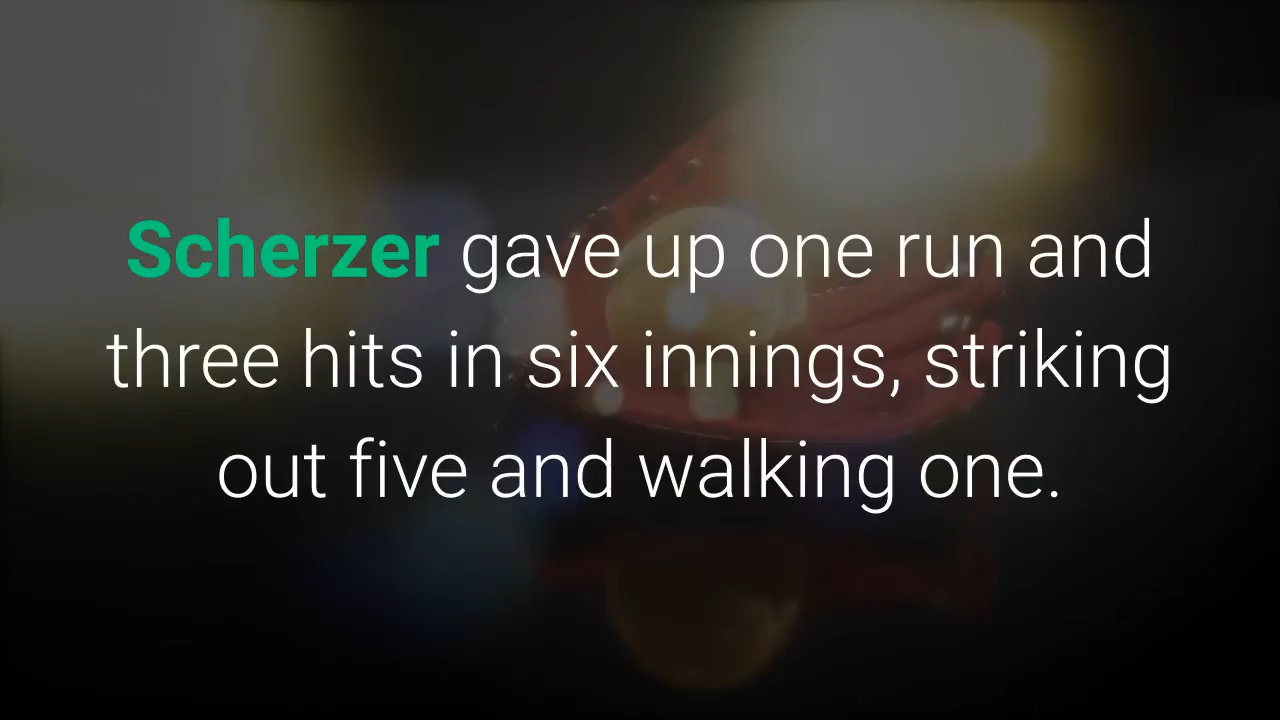 Scherzer gave up one run and
three hits in six innings, striking
out five and walking one.